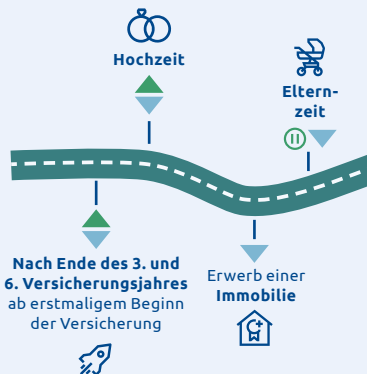 Hochzeit
Eltern-
zeit
Nach Ende des 3. und
6. Versicherungsjahres
ab erstmaligem Beginn
der Versicherung
Erwerb einer
Immobilie